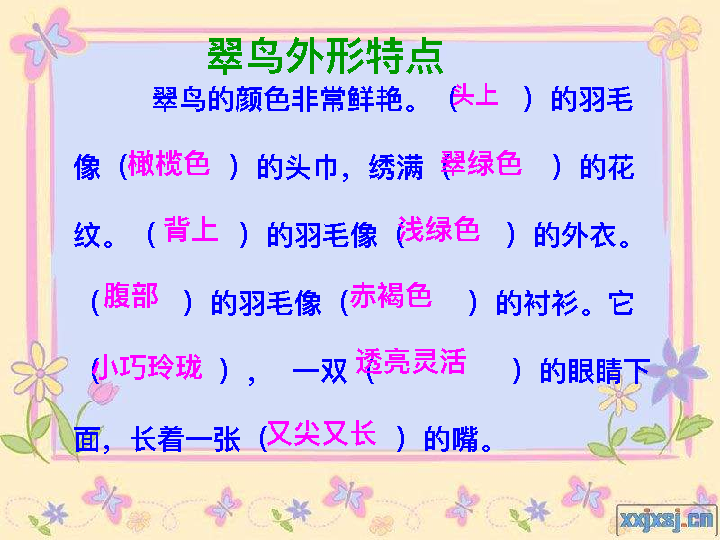 翠鸟外形特点
翠鸟的颜色非常鲜艳。（头上 ）的羽毛
像（橄榄色 ）的头巾，绣满（翠绿色 ）的花
纹。（背上 ）的羽毛像（浅绿色 ）的外衣。
（腹部 ）的羽毛像（赤褐色 ）的衬衫。它
（小巧玲珑 ）， 一双（透亮灵活 ）的眼睛下
面，长着一张（又尖又长 ）的嘴。
xxjxsj.cn